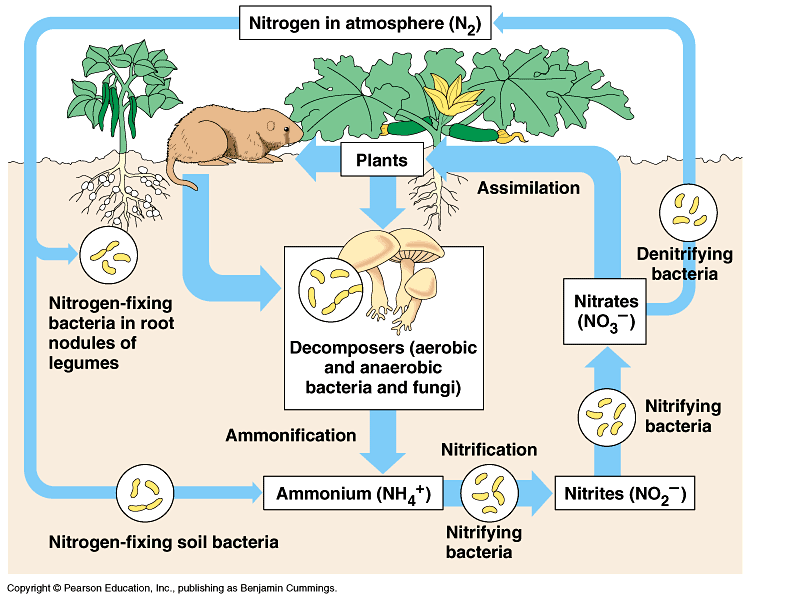 Nitrogen in atmosphere (N₂)
Plants
Assimilation
Denitrifying
bacteria
Nitrogen-fixing
bacteria in root
nodules of
legumes
Nitrates
(NO₃⁻)
Decomposers (aerobic
and anaerobic
bacteria and fungi)
Nitrifying
bacteria
Ammonification
Nitrification
Ammonium (NH₄⁺)
Nitrites (NO₂⁻)
Nitrifying
bacteria
Nitrogen-fixing soil bacteria
Copyright © Pearson Education, Inc., publishing as Benjamin Cummings.